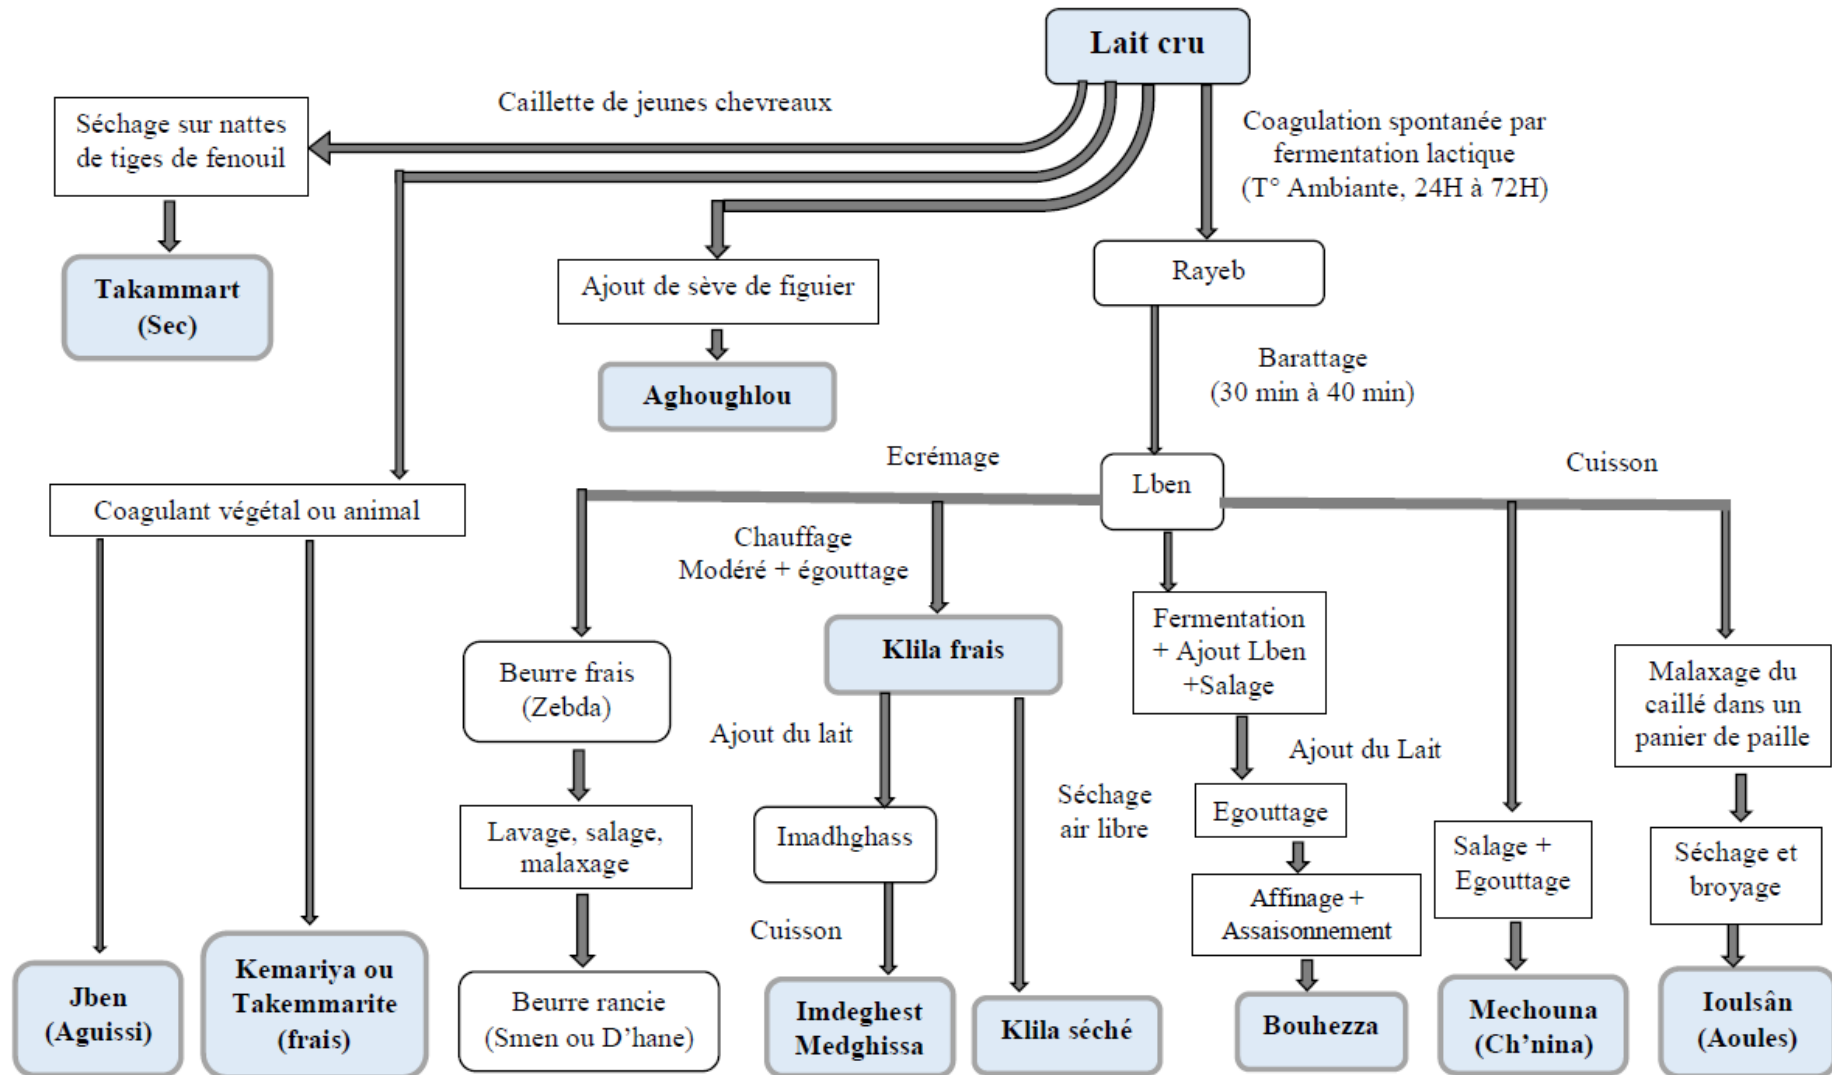 Lait cru
Caillette de jeunes chevreaux
Séchage sur nattes
de tiges de fenouil
Coagulation spontanée par
fermentation lactique
(T° Ambiante, 24H à 72H)
Takammart
(Sec)
Ajout de sève de figuier
Rayeb
Aghoughlou
Barattage
(30 min à 40 min)
Ecrémage
Lben
Cuisson
Coagulant végétal ou animal
Chauffage
Modéré + égouttage
Beurre frais
(Zebda)
Klila frais
Fermentation
+ Ajout Lben
+Salage
Malaxage du
caillé dans un
panier de paille
Ajout du lait
Ajout du Lait
Lavage, salage,
malaxage
Imadhghass
Séchage
air libre
Egouttage
Salage +
Egouttage
Séchage et
broyage
Cuisson
Affinage +
Assaisonnement
Jben
(Aguissi)
Kemariya ou
Takemmarite
(frais)
Beurre rancie
(Smen ou D’hane)
Imdeghest
Medghissa
Klila séché
Bouhezza
Mechouna
(Ch’nina)
Ioulsân
(Aoules)